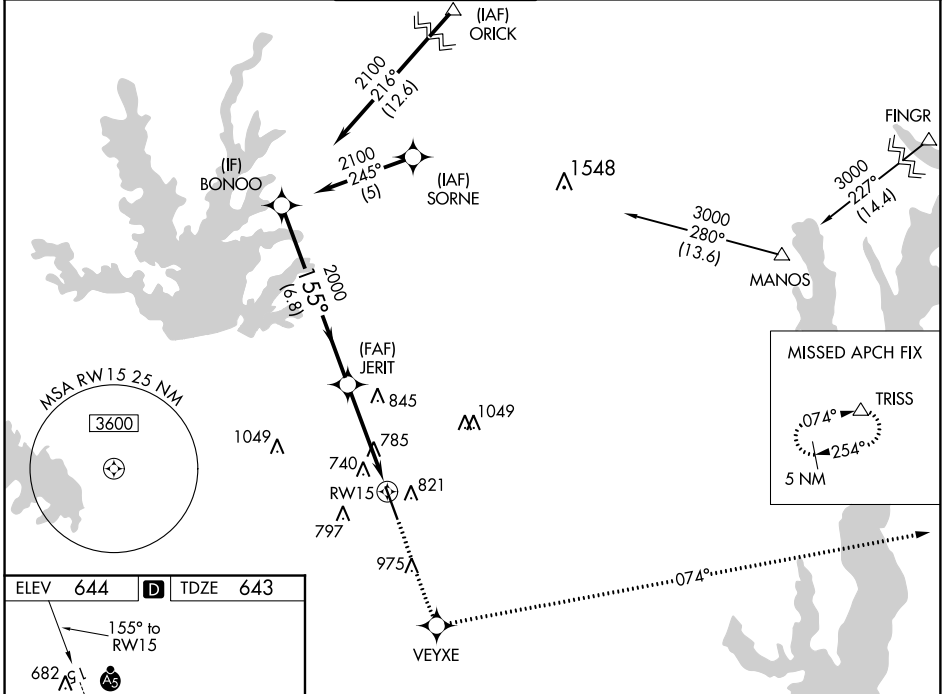 (IAF)
ORICK
2100
216°
(12.6)
FINGR
(IF)
BONOO
2100
245°
(5)
(IAF)
SORNE
1548
3000
227°
(14.4)
3000
280°
(13.6)
MANOS
2000
155°
(6.8)
(FAF)
JERIT
MISSED APCH FIX
TRISS
074°
254°
5 NM
MSA RW15 25 NM
3600
845
1049
1049
785
740
RW15
821
797
975
074°
VEYXE
ELEV 644 D TDZE 643
155° to
RW15
682
15
A5